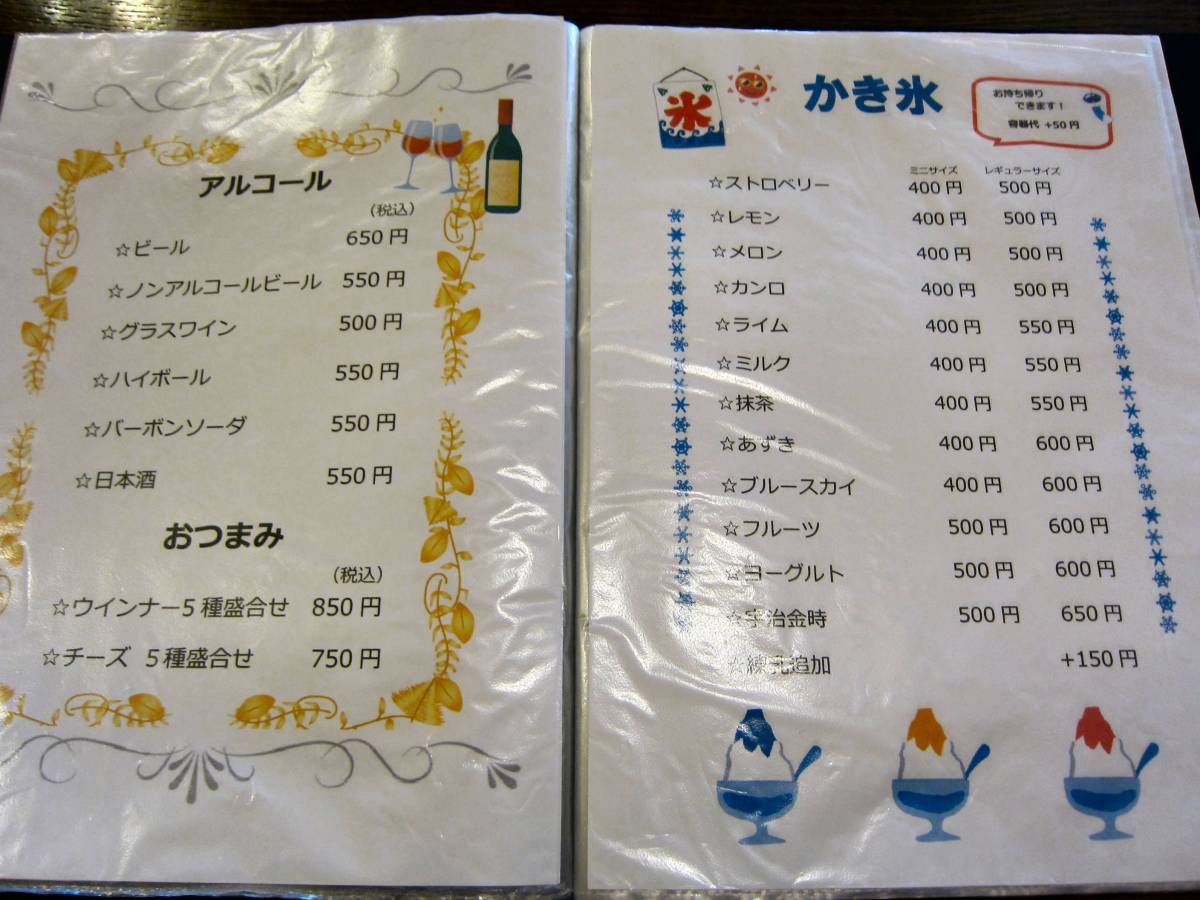 アルコール
(税込)
☆ビール 650円
☆ノンアルコールビール 550円
☆グラスワイン 500円
☆ハイボール 550円
☆バーボンソーダ 550円
☆日本酒 550円
おつまみ
(税込)
☆ウインナー5種盛合せ 850円
☆チーズ 5種盛合せ 750円
氷
かき氷
お持ち帰り
できます!
容器代 +50円
ミニサイズ レギュラーサイズ
☆ストロベリー 400円 500円
☆レモン 400円 500円
☆メロン 400円 500円
☆カンロ 400円 500円
☆ライム 400円 550円
☆ミルク 400円 550円
☆抹茶 400円 550円
☆あずき 400円 600円
☆ブルースカイ 400円 600円
☆フルーツ 500円 600円
☆ヨーグルト 500円 600円
☆宇治金時 500円 650円
☆練乳追加 +150円